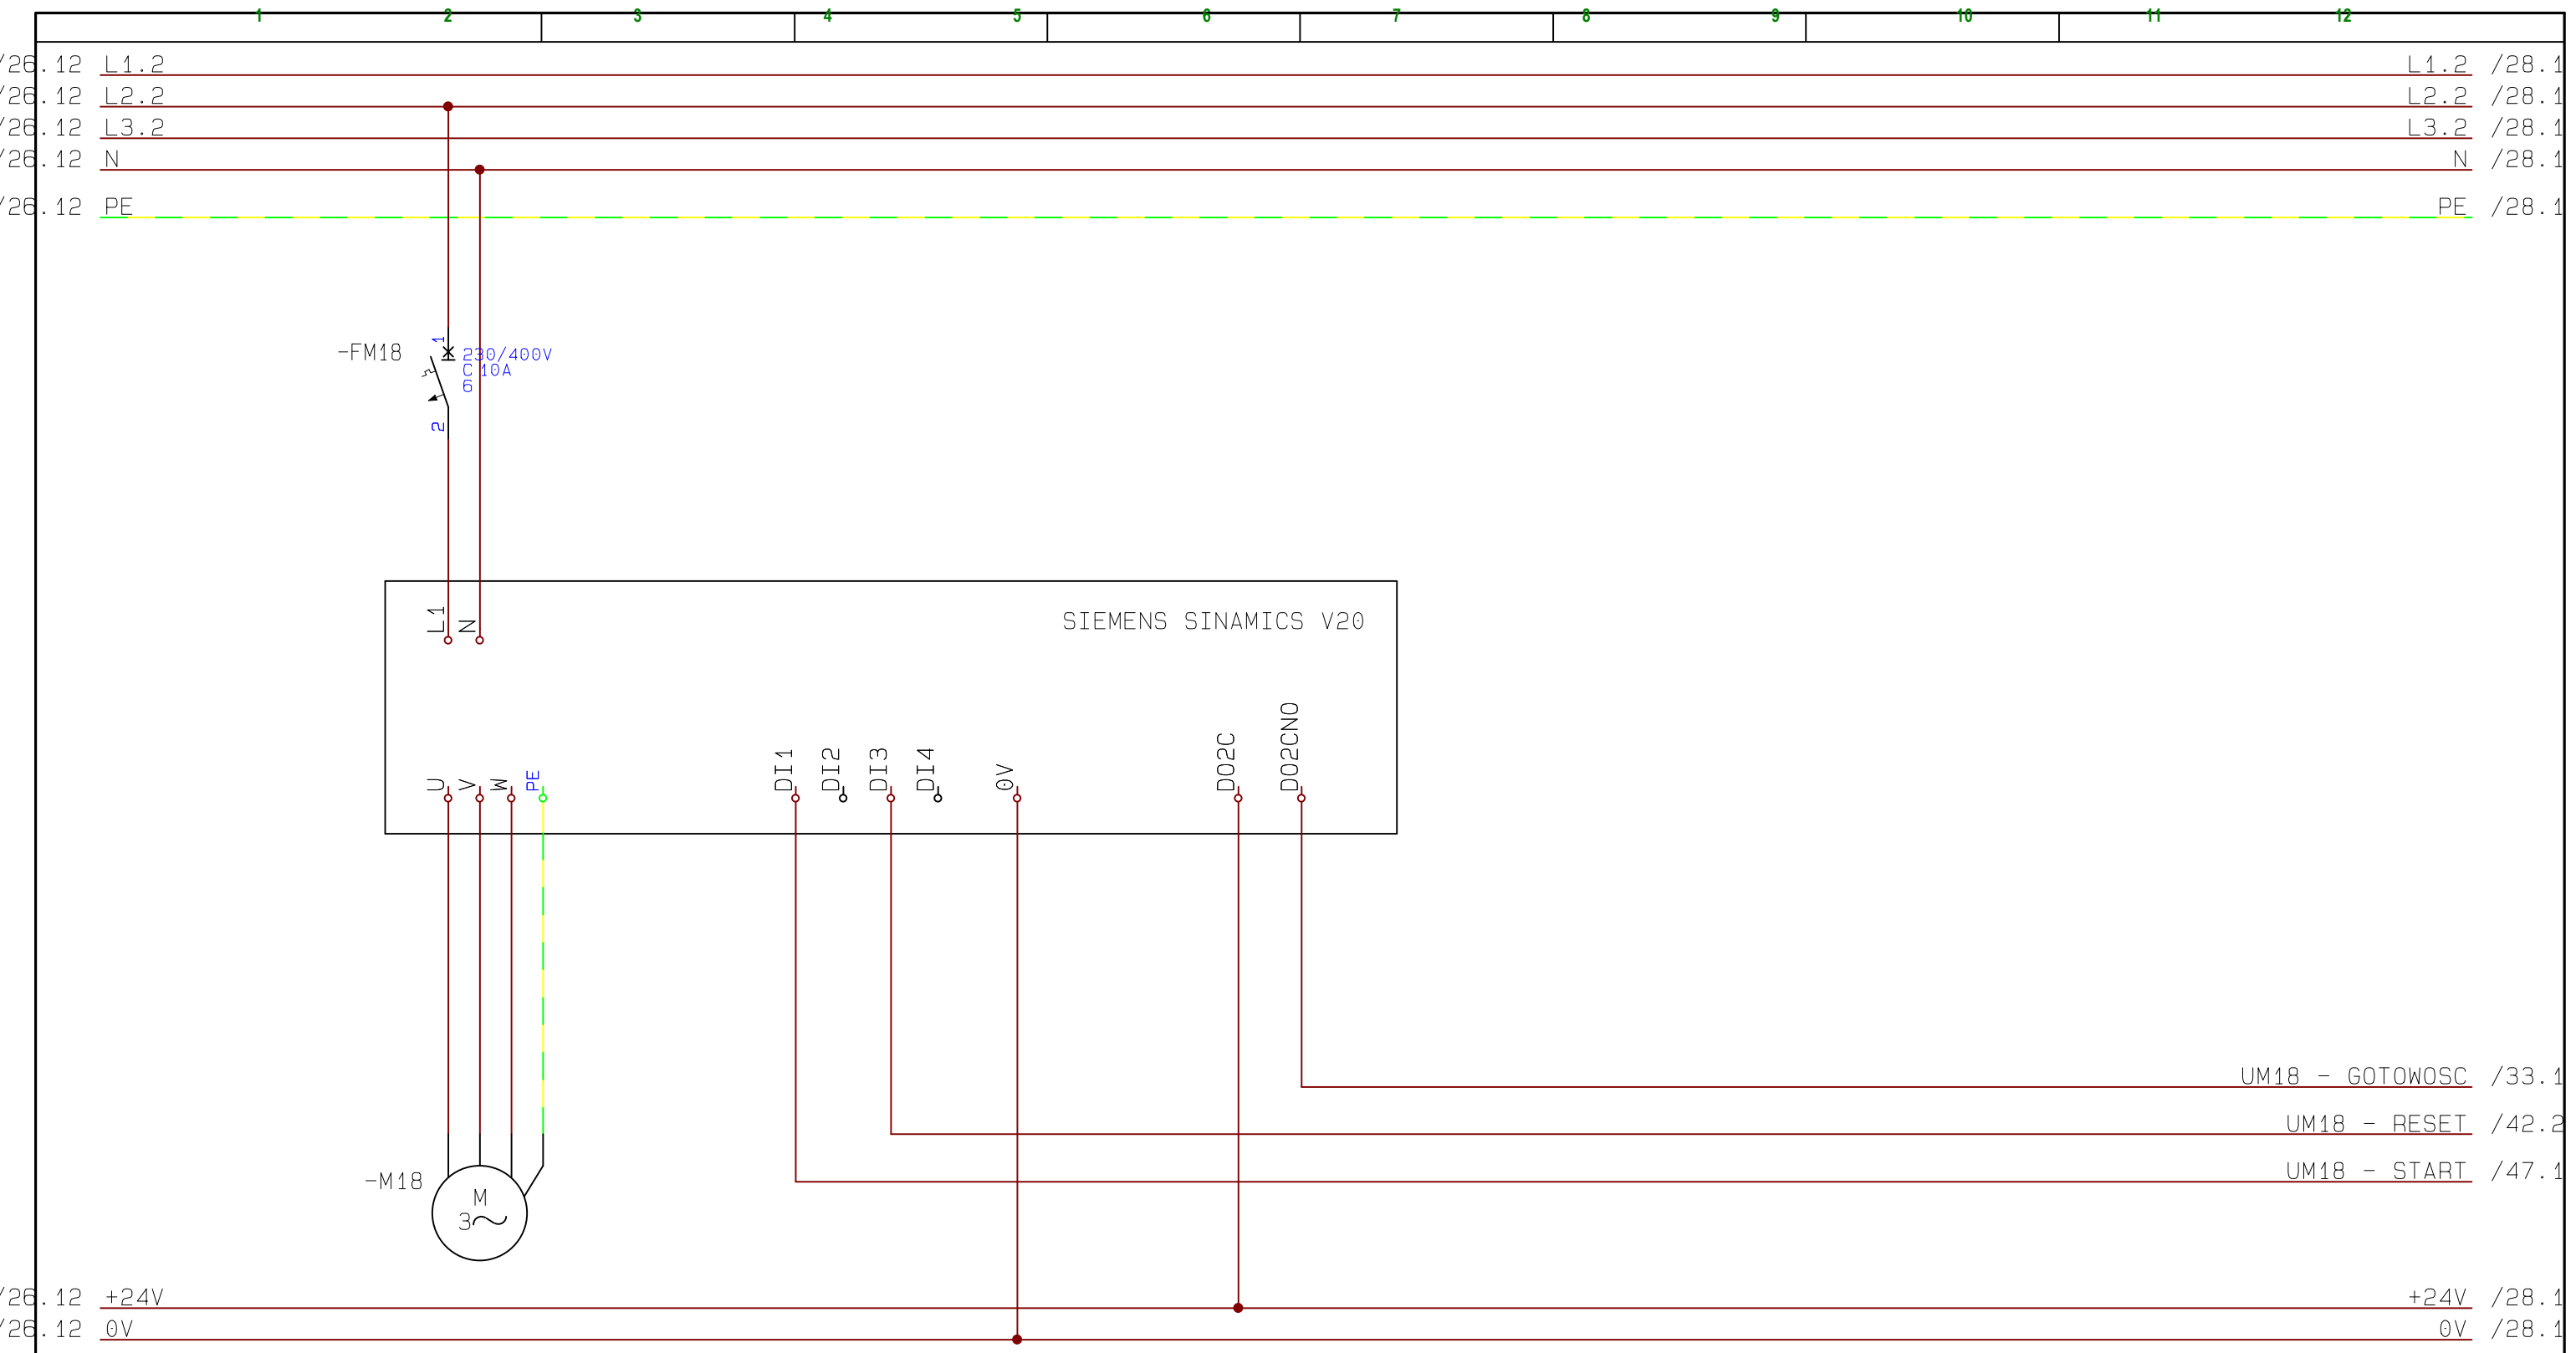 1 2 3 4 5 6 7 8 9 10 11 12
/26.12 L1.2 L1.2 /28.1
/26.12 L2.2 L2.2 /28.1
/26.12 L3.2 L3.2 /28.1
/26.12 N N /28.1
/26.12 PE PE /28.1
-FM18 1 230/400V
C 10A
6
2
L1 N SIEMENS SINAMICS V20
U V W PE DI1 DI2 DI3 DI4 0V DO2C DO2CNO
UM18 - GOTOWOSC /33.1
UM18 - RESET /42.2
UM18 - START /47.1
-M18
M
3~
/26.12 +24V +24V /28.1
/26.12 0V 0V /28.1